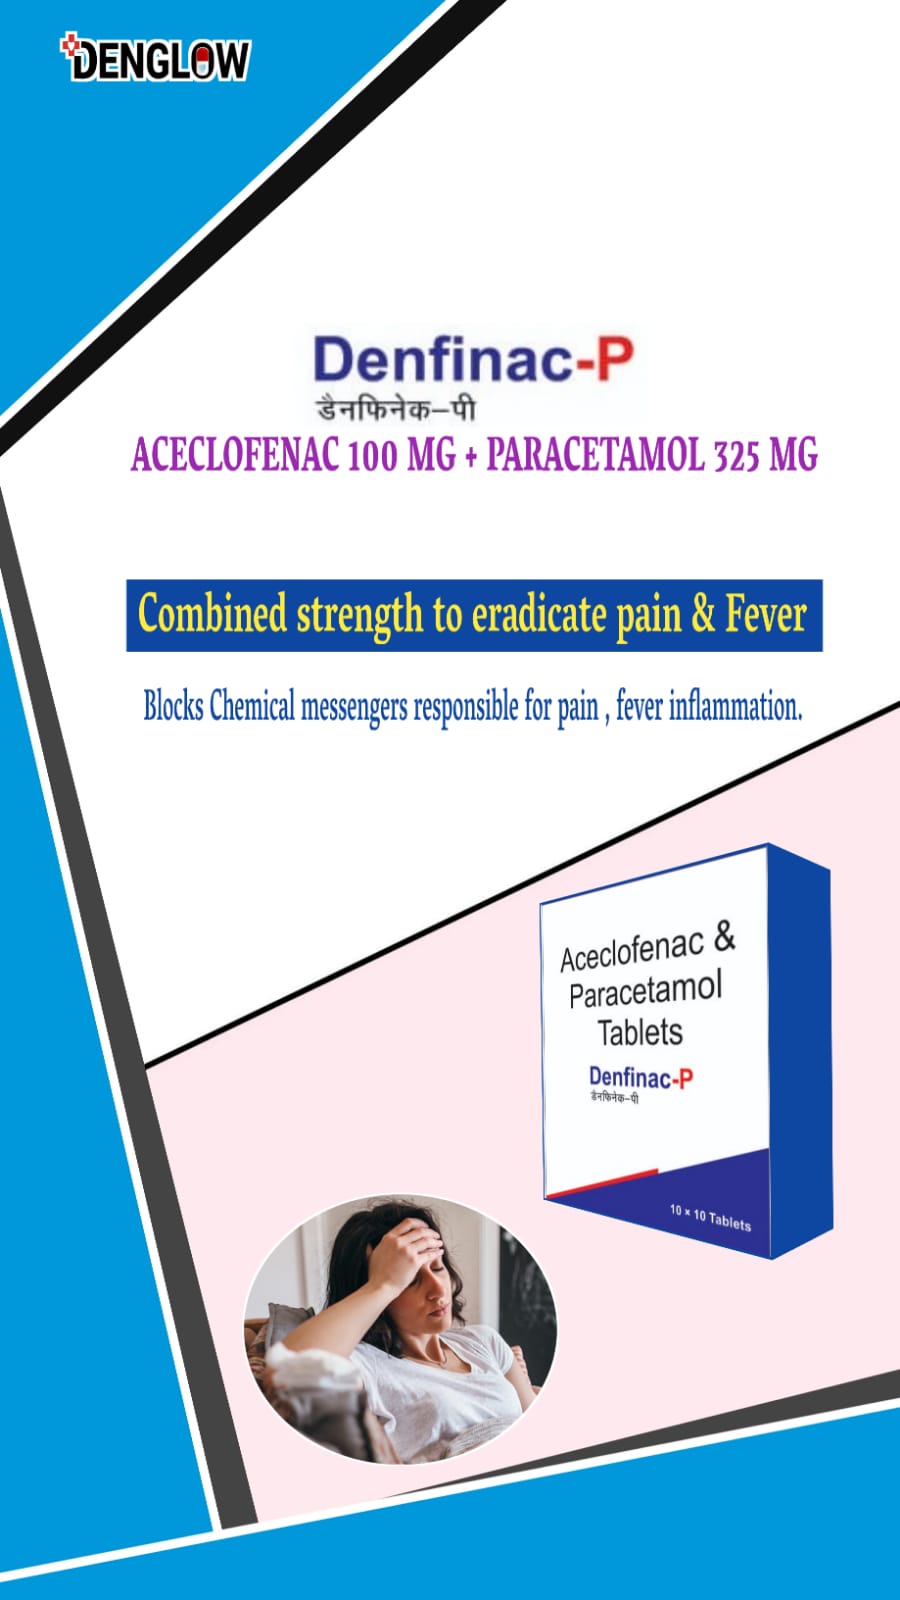 DENGLOW
Denfinac-P
डैनफिनेक-पी
ACECLOFENAC 100 MG + PARACETAMOL 325 MG
Combined strength to eradicate pain & Fever
Blocks Chemical messengers responsible for pain , fever inflammation.
Aceclofenac &
Paracetamol
Tablets
Denfinac-P
डैनफिनेक-पी
10 × 10 Tablets